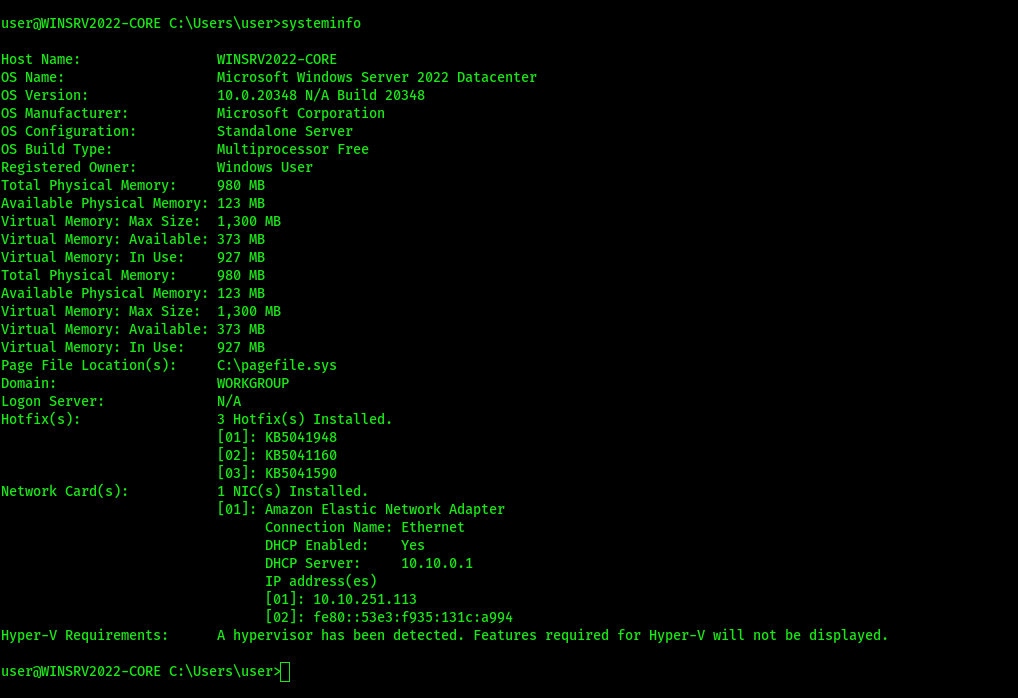 user@WINSRV2022-CORE C:\Users\user>systeminfo
Host Name:                 WINSRV2022-CORE
OS Name:                   Microsoft Windows Server 2022 Datacenter
OS Version:                10.0.20348 N/A Build 20348
OS Manufacturer:           Microsoft Corporation
OS Configuration:          Standalone Server
OS Build Type:             Multiprocessor Free
Registered Owner:          Windows User
Total Physical Memory:     980 MB
Available Physical Memory: 123 MB
Virtual Memory: Max Size:  1,300 MB
Virtual Memory: Available: 373 MB
Virtual Memory: In Use:    927 MB
Total Physical Memory:     980 MB
Available Physical Memory: 123 MB
Virtual Memory: Max Size:  1,300 MB
Virtual Memory: Available: 373 MB
Virtual Memory: In Use:    927 MB
Page File Location(s):     C:\pagefile.sys
Domain:                    WORKGROUP
Logon Server:              N/A
Hotfix(s):                 3 Hotfix(s) Installed.
                           [01]: KB5041948
                           [02]: KB5041160
                           [03]: KB5041590
Network Card(s):           1 NIC(s) Installed.
                           [01]: Amazon Elastic Network Adapter
                                 Connection Name: Ethernet
                                 DHCP Enabled:    Yes
                                 DHCP Server:     10.10.0.1
                                 IP address(es)
                                 [01]: 10.10.251.113
                                 [02]: fe80::53e3:f935:131c:a994
Hyper-V Requirements:      A hypervisor has been detected. Features required for Hyper-V will not be displayed.
user@WINSRV2022-CORE C:\Users\user>